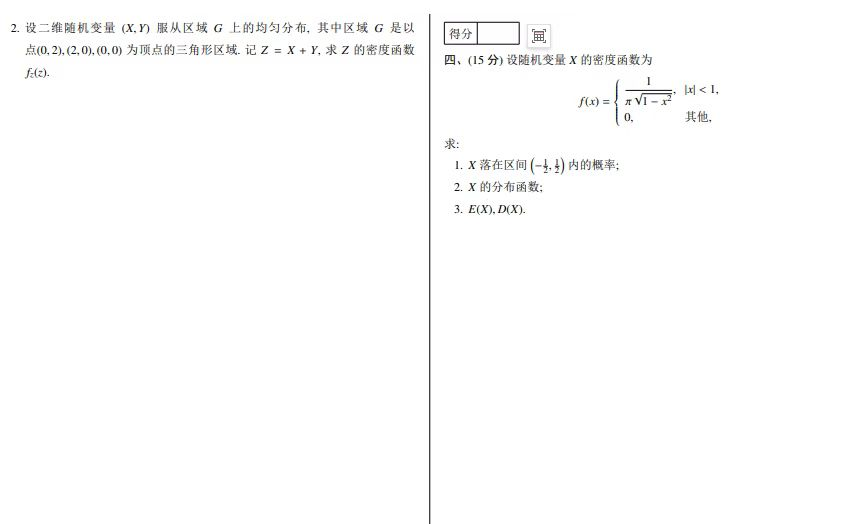 2. 设二维随机变量 (X, Y) 服从区域 G 上的均匀分布, 其中区域 G 是以
点(0, 2), (2, 0), (0, 0) 为顶点的三角形区域. 记 Z = X + Y, 求 Z 的密度函数
f_z(z).
得分
四、(15 分) 设随机变量 X 的密度函数为
f(x) = { 1/(π√(1 − x²)), |x| < 1,
0, 其他,
求:
1. X 落在区间 (−1/2, 1/2) 内的概率;
2. X 的分布函数;
3. E(X), D(X).